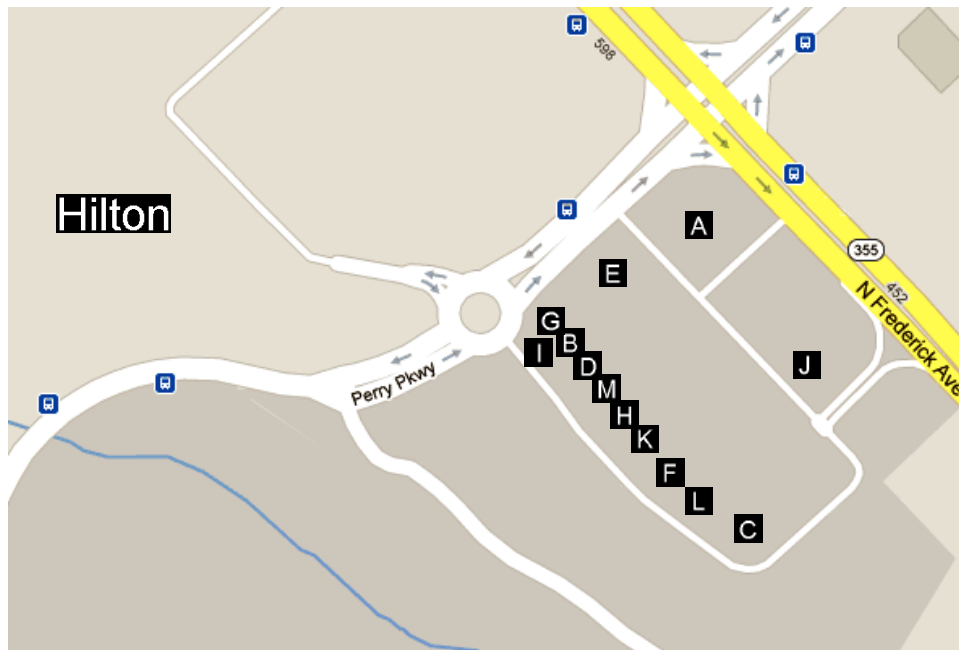 598
Hilton
A
355
E
452
N Frederick Ave
G
B
I
D
J
Perry Pkwy
M
H
K
F
L
C